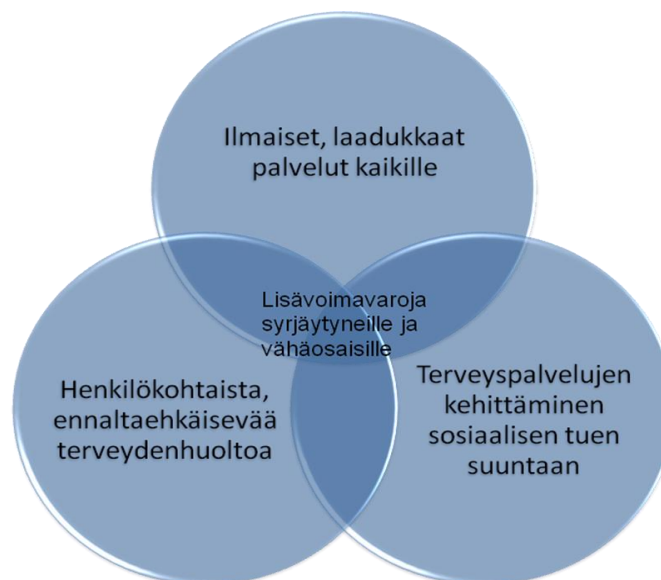 Ilmaiset, laadukkaat
palvelut kaikille
Lisävoimavaroja
syrjäytyneille ja
vähäosaisille
Henkilökohtaista,
ennaltaehkäisevää
terveydenhuoltoa
Terveyspalvelujen
kehittäminen
sosiaalisen tuen
suuntaan